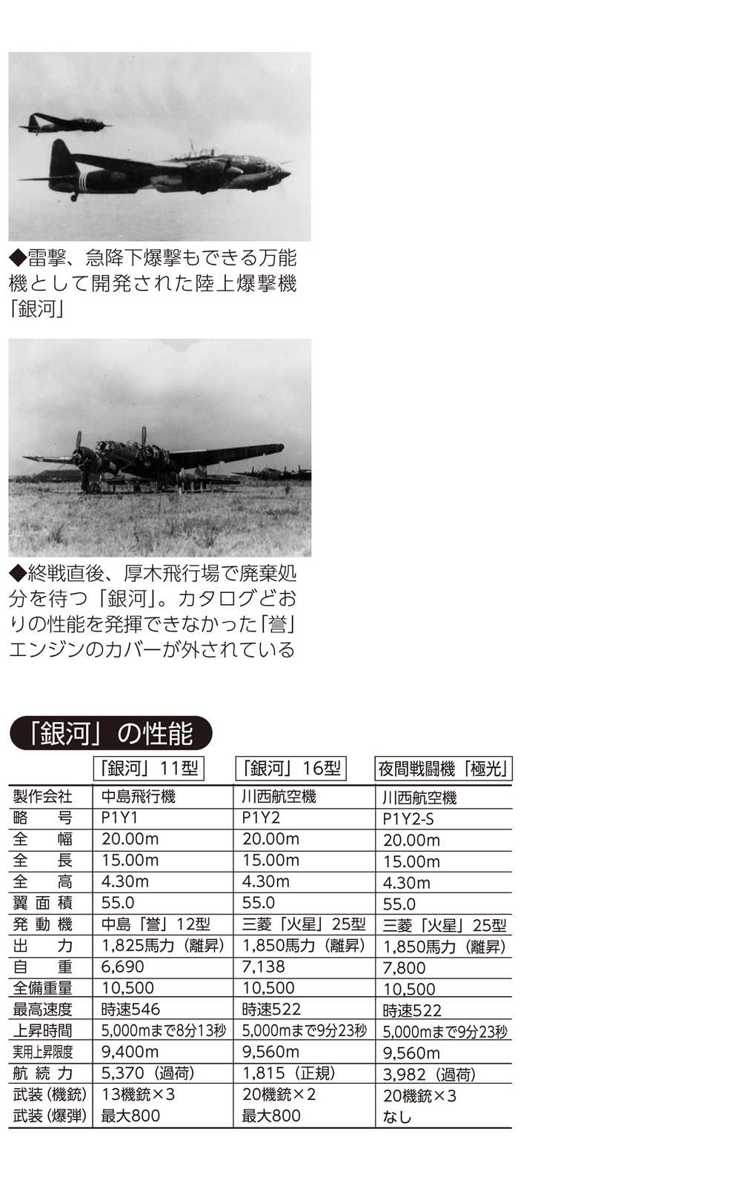 ◆雷撃、急降下爆撃もできる万能
機として開発された陸上爆撃機
「銀河」
◆終戦直後、厚木飛行場で廃棄処
分を待つ「銀河」。カタログどお
りの性能を発揮できなかった「誉」
エンジンのカバーが外されている
「銀河」の性能
「銀河」11型 「銀河」16型 夜間戦闘機「極光」
製作会社 中島飛行機 川西航空機 川西航空機
略号 P1Y1 P1Y2 P1Y2-S
全幅 20.00m 20.00m 20.00m
全長 15.00m 15.00m 15.00m
全高 4.30m 4.30m 4.30m
翼面積 55.0 55.0 55.0
発動機 中島「誉」12型 三菱「火星」25型 三菱「火星」25型
出力 1,825馬力（離昇） 1,850馬力（離昇） 1,850馬力（離昇）
自重 6,690 7,138 7,800
全備重量 10,500 10,500 10,500
最高速度 時速546 時速522 時速522
上昇時間 5,000mまで8分13秒 5,000mまで9分23秒 5,000mまで9分23秒
実用上昇限度 9,400m 9,560m 9,560m
航続力 5,370（過荷） 1,815（正規） 3,982（過荷）
武装（機銃） 13機銃×3 20機銃×2 20機銃×3
武装（爆弾） 最大800 最大800 なし